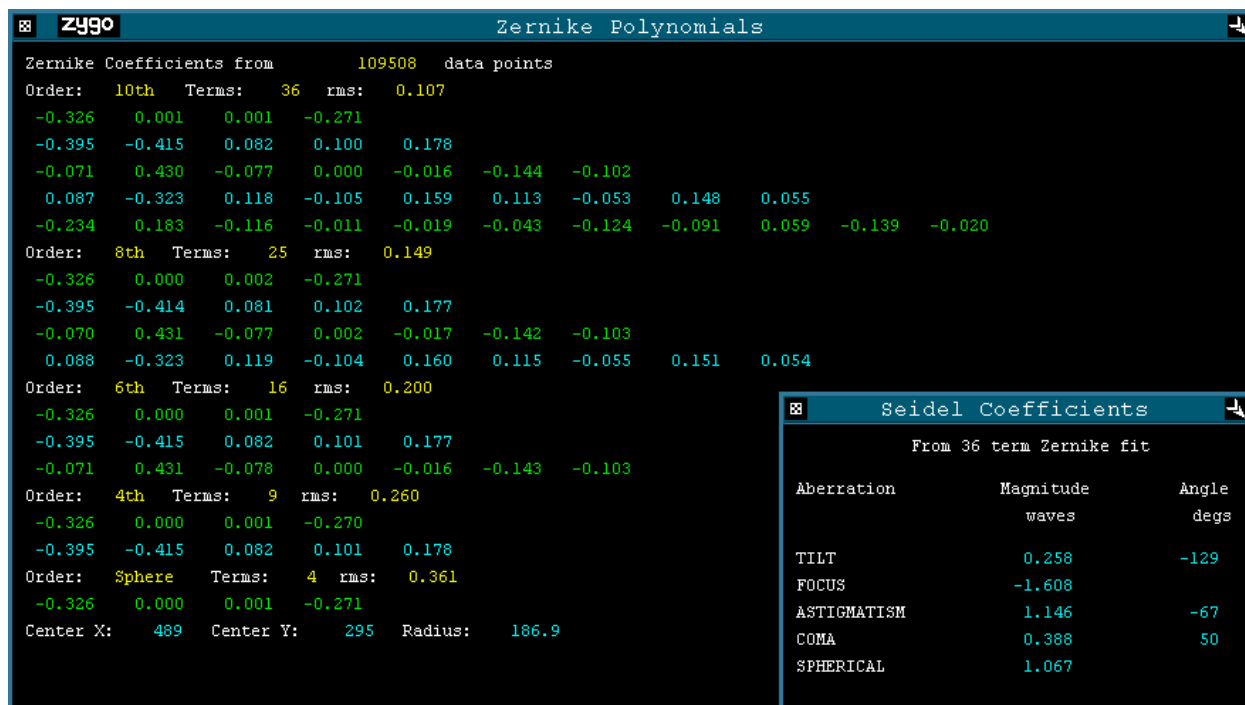 zygo Zernike Polynomials
Zernike Coefficients from 109508 data points
Order: 10th Terms: 36 rms: 0.107
-0.326 0.001 0.001 -0.271
-0.395 -0.415 0.082 0.100 0.178
-0.071 0.430 -0.077 0.000 -0.016 -0.144 -0.102
0.087 -0.323 0.118 -0.105 0.159 0.113 -0.053 0.148 0.055
-0.234 0.183 -0.116 -0.011 -0.019 -0.043 -0.124 -0.091 0.059 -0.139 -0.020
Order: 8th Terms: 25 rms: 0.149
-0.326 0.000 0.002 -0.271
-0.395 -0.414 0.081 0.102 0.177
-0.070 0.431 -0.077 0.002 -0.017 -0.142 -0.103
0.088 -0.323 0.119 -0.104 0.160 0.115 -0.055 0.151 0.054
Order: 6th Terms: 16 rms: 0.200
-0.326 0.000 0.001 -0.271
-0.395 -0.415 0.082 0.101 0.177
-0.071 0.431 -0.078 0.000 -0.016 -0.143 -0.103
Order: 4th Terms: 9 rms: 0.260
-0.326 0.000 0.001 -0.270
-0.395 -0.415 0.082 0.101 0.178
Order: Sphere Terms: 4 rms: 0.361
-0.326 0.000 0.001 -0.271
Center X: 489 Center Y: 295 Radius: 186.9
Seidel Coefficients
From 36 term Zernike fit
Aberration Magnitude Angle
waves degs
TILT 0.258 -129
FOCUS -1.608
ASTIGMATISM 1.146 -67
COMA 0.388 50
SPHERICAL 1.067